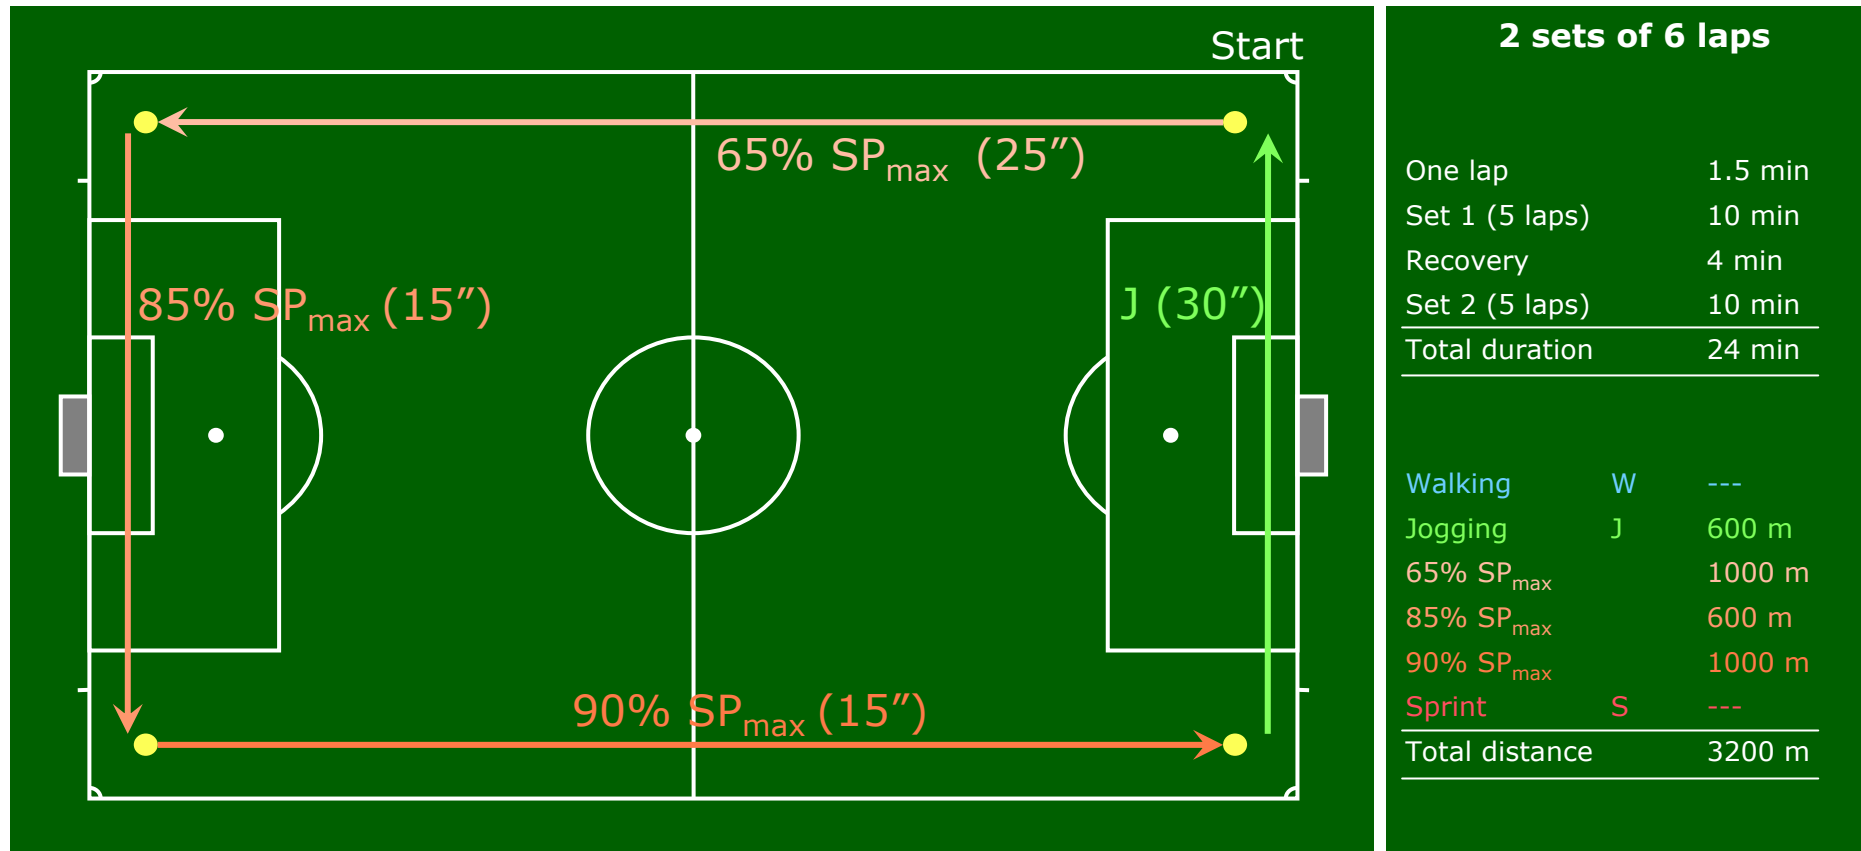 Start
65% SPmax (25″)
85% SPmax (15″)
J (30″)
90% SPmax (15″)
2 sets of 6 laps
One lap 1.5 min
Set 1 (5 laps) 10 min
Recovery 4 min
Set 2 (5 laps) 10 min
Total duration 24 min
Walking W ---
Jogging J 600 m
65% SPmax 1000 m
85% SPmax 600 m
90% SPmax 1000 m
Sprint S ---
Total distance 3200 m